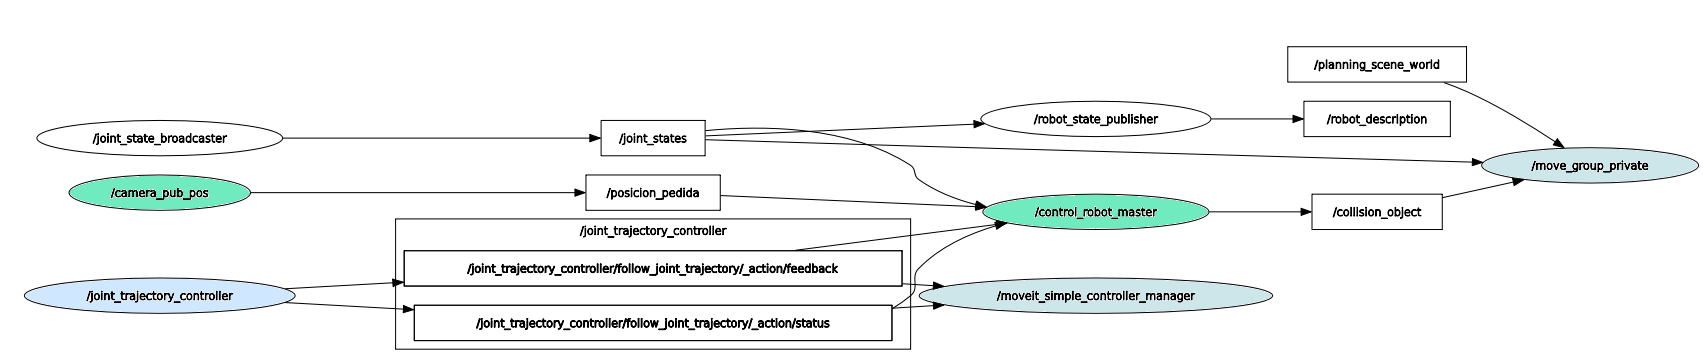 /planning_scene_world
/joint_state_broadcaster
/joint_states
/robot_state_publisher
/robot_description
/move_group_private
/camera_pub_pos
/posicion_pedida
/control_robot_master
/collision_object
/joint_trajectory_controller
/joint_trajectory_controller/follow_joint_trajectory/_action/feedback
/joint_trajectory_controller
/moveit_simple_controller_manager
/joint_trajectory_controller/follow_joint_trajectory/_action/status